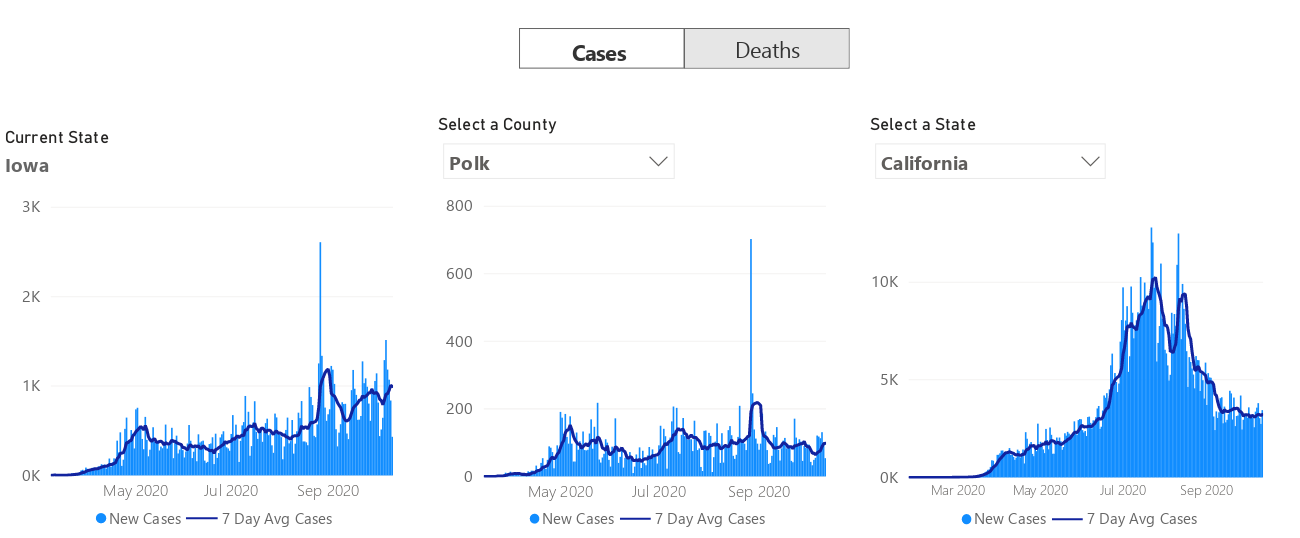 Cases Deaths
Current State
Iowa
3K
2K
1K
0K
May 2020 Jul 2020 Sep 2020
New Cases 7 Day Avg Cases
Select a County
Polk
800
600
400
200
0
May 2020 Jul 2020 Sep 2020
New Cases 7 Day Avg Cases
Select a State
California
10K
5K
0K
Mar 2020 May 2020 Jul 2020 Sep 2020
New Cases 7 Day Avg Cases